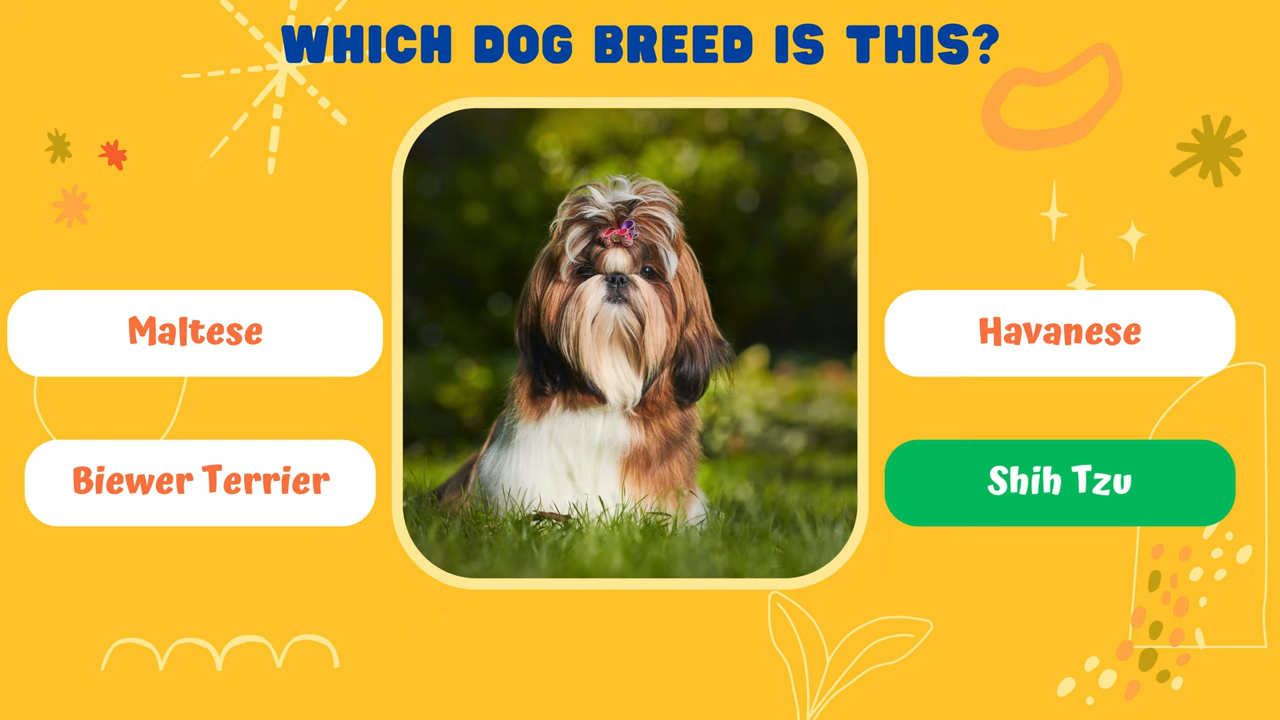 WHICH DOG BREED IS THIS?
Maltese
Havanese
Biewer Terrier
Shih Tzu